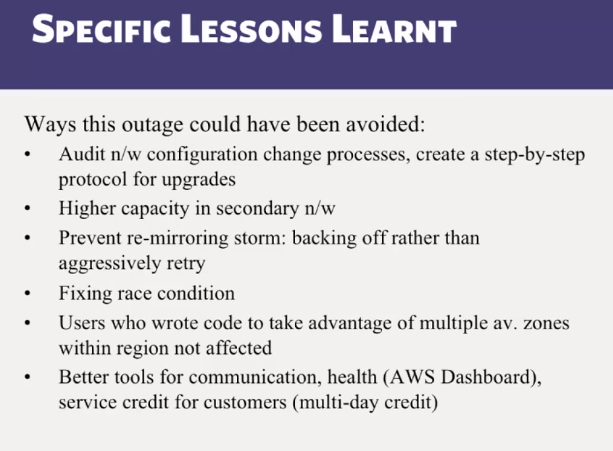 SPECIFIC LESSONS LEARNT
Ways this outage could have been avoided:
• Audit n/w configuration change processes, create a step-by-step
protocol for upgrades
• Higher capacity in secondary n/w
• Prevent re-mirroring storm: backing off rather than
aggressively retry
• Fixing race condition
• Users who wrote code to take advantage of multiple av. zones
within region not affected
• Better tools for communication, health (AWS Dashboard),
service credit for customers (multi-day credit)